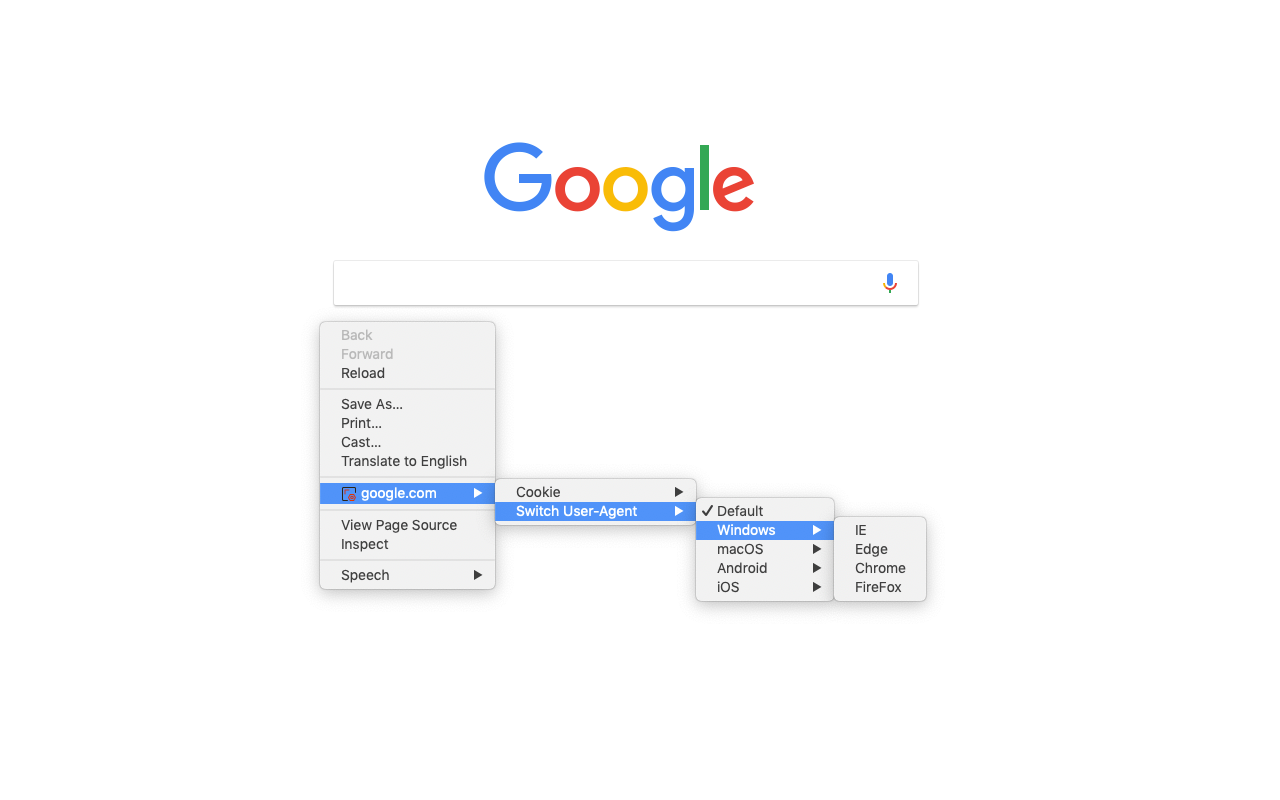 Google
Back
Forward
Reload
Save As...
Print...
Cast...
Translate to English
google.com
View Page Source
Inspect
Speech
Cookie
Switch User-Agent
Default
Windows
macOS
Android
iOS
IE
Edge
Chrome
FireFox